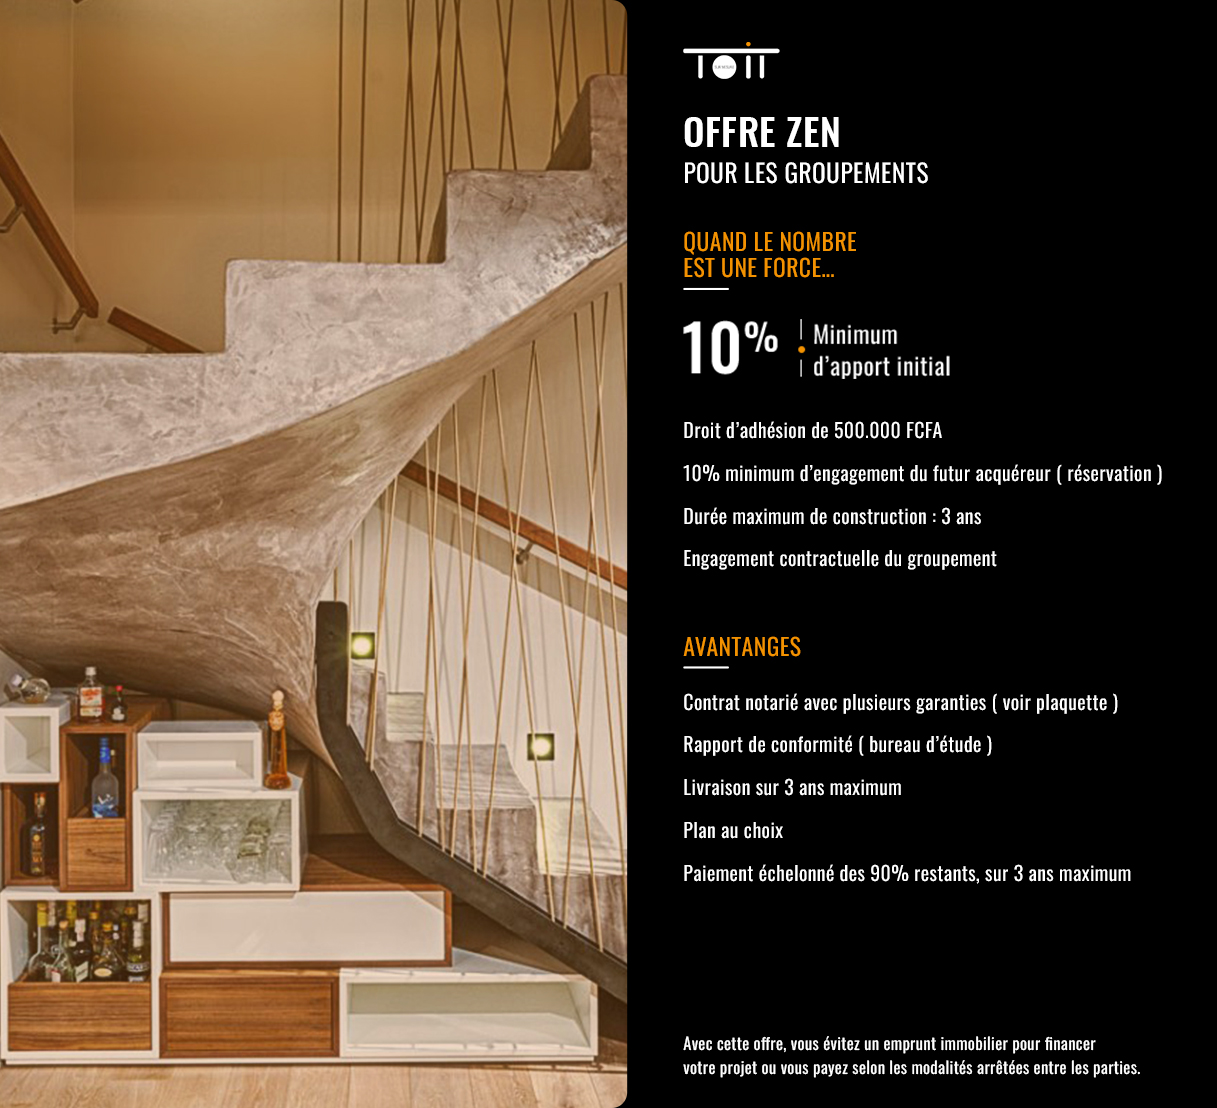 TOIT
OFFRE ZEN
POUR LES GROUPEMENTS
QUAND LE NOMBRE
EST UNE FORCE...
10%
Minimum
d’apport initial
Droit d’adhésion de 500.000 FCFA
10% minimum d’engagement du futur acquéreur ( réservation )
Durée maximum de construction : 3 ans
Engagement contractuelle du groupement
AVANTANGES
Contrat notarié avec plusieurs garanties ( voir plaquette )
Rapport de conformité ( bureau d’étude )
Livraison sur 3 ans maximum
Plan au choix
Paiement échelonné des 90% restants, sur 3 ans maximum
Avec cette offre, vous évitez un emprunt immobilier pour financer
votre projet ou vous payez selon les modalités arrêtées entre les parties.